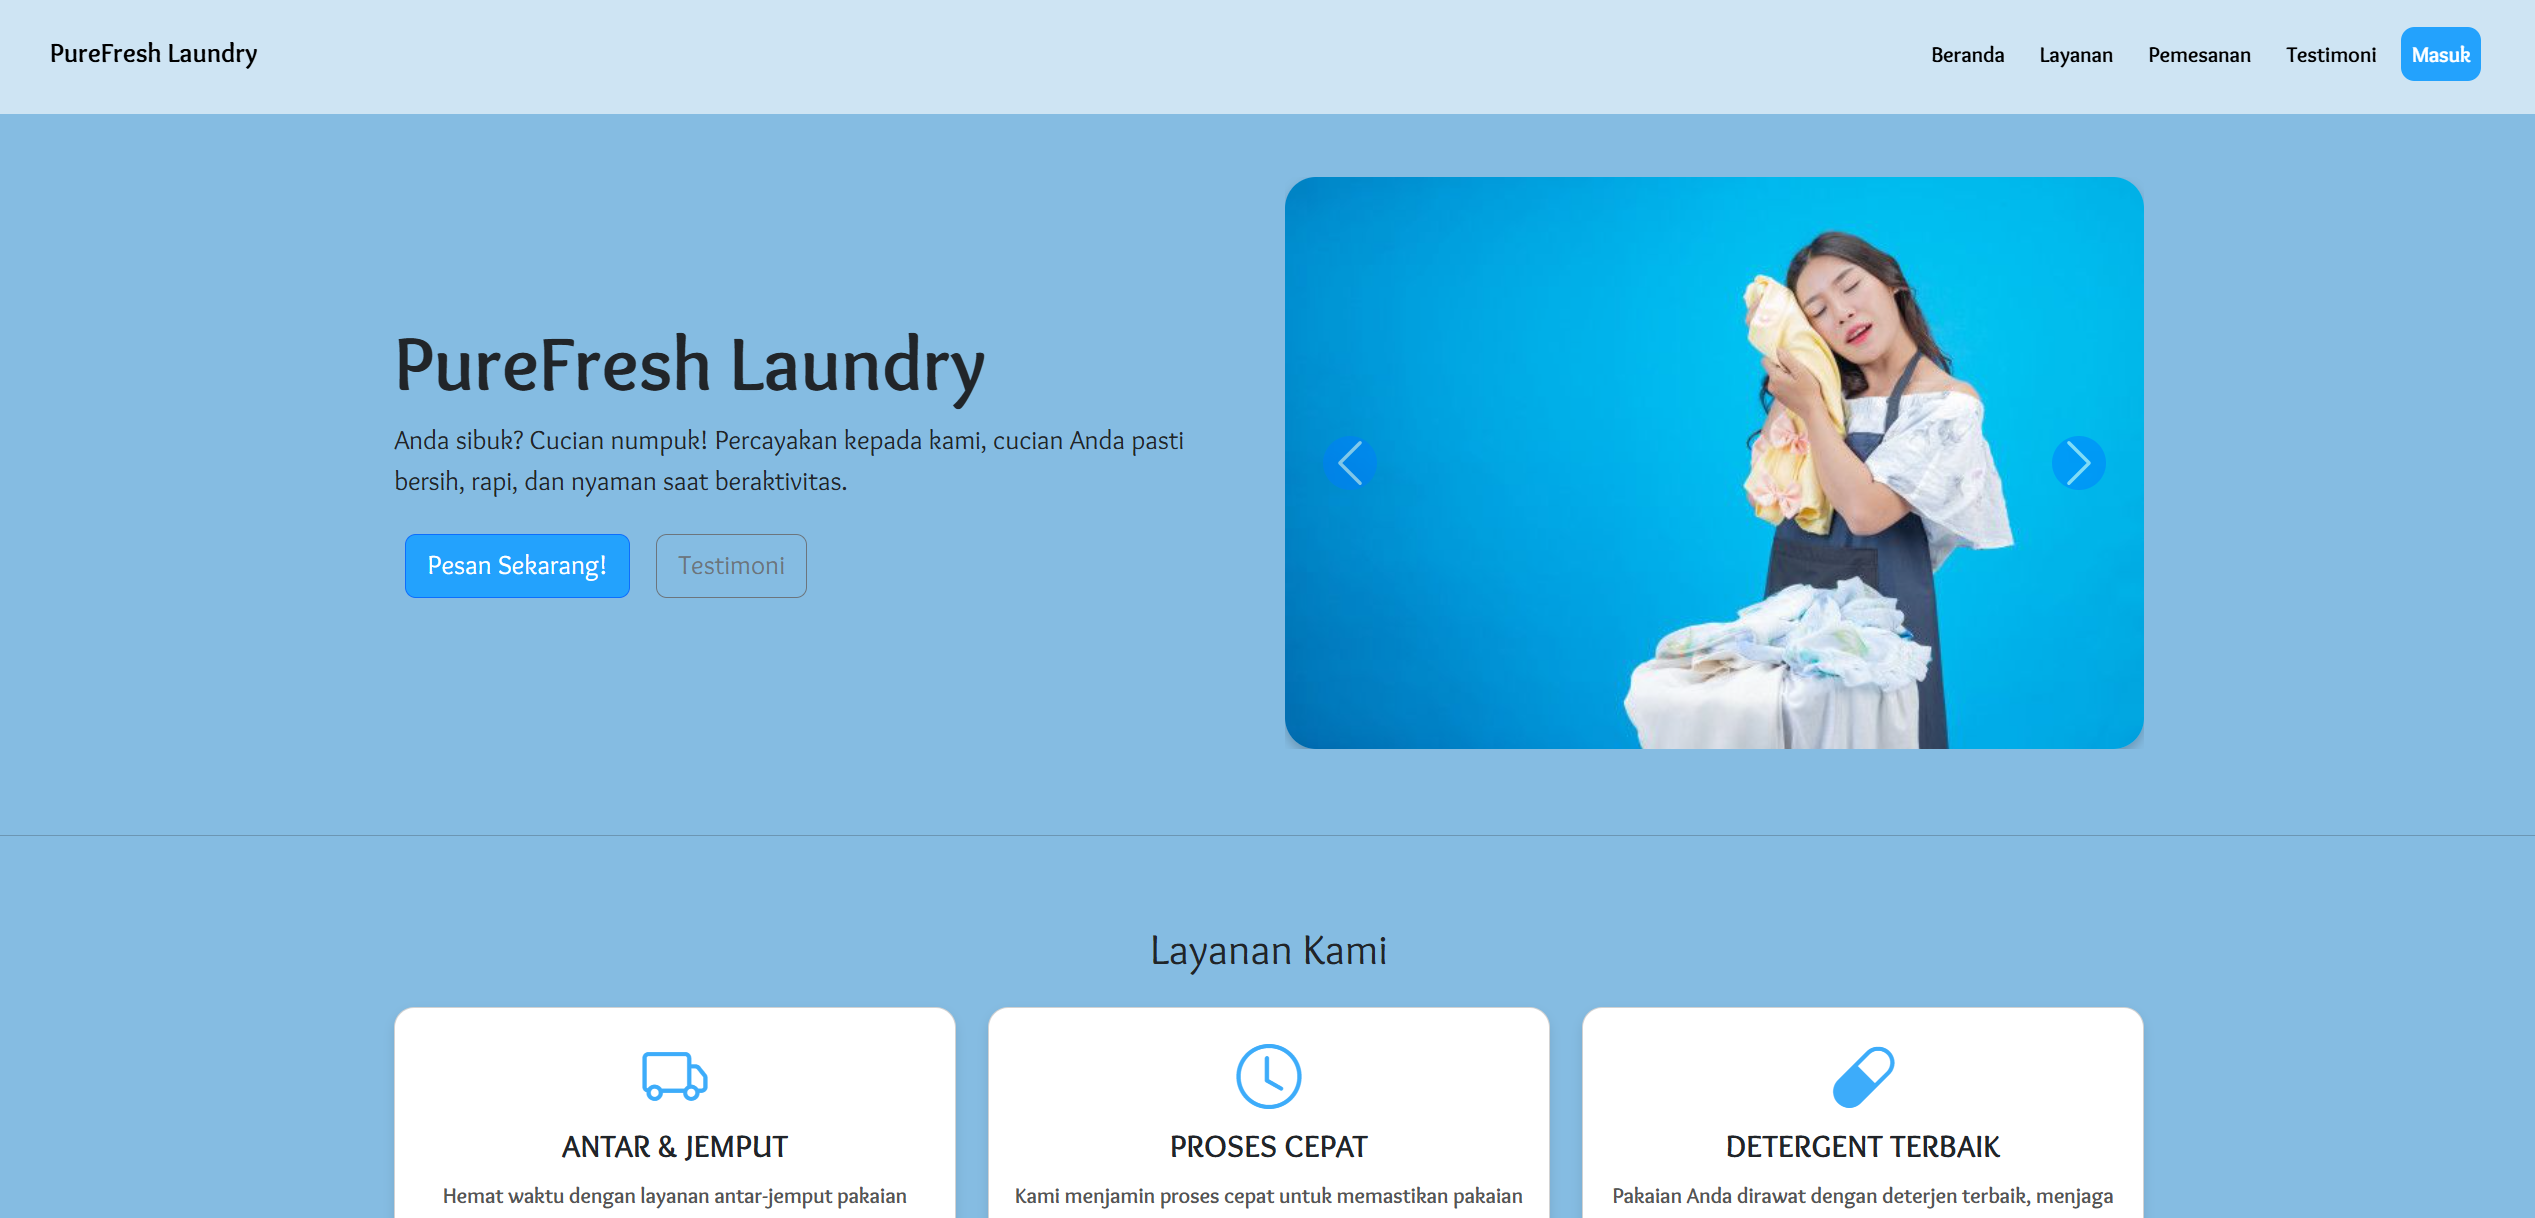 PureFresh Laundry
Beranda Layanan Pemesanan Testimoni Masuk
PureFresh Laundry
Anda sibuk? Cucian numpuk! Percayakan kepada kami, cucian Anda pasti
bersih, rapi, dan nyaman saat beraktivitas.
Pesan Sekarang! Testimoni
Layanan Kami
ANTAR & JEMPUT
Hemat waktu dengan layanan antar-jemput pakaian
PROSES CEPAT
Kami menjamin proses cepat untuk memastikan pakaian
DETERGENT TERBAIK
Pakaian Anda dirawat dengan deterjen terbaik, menjaga